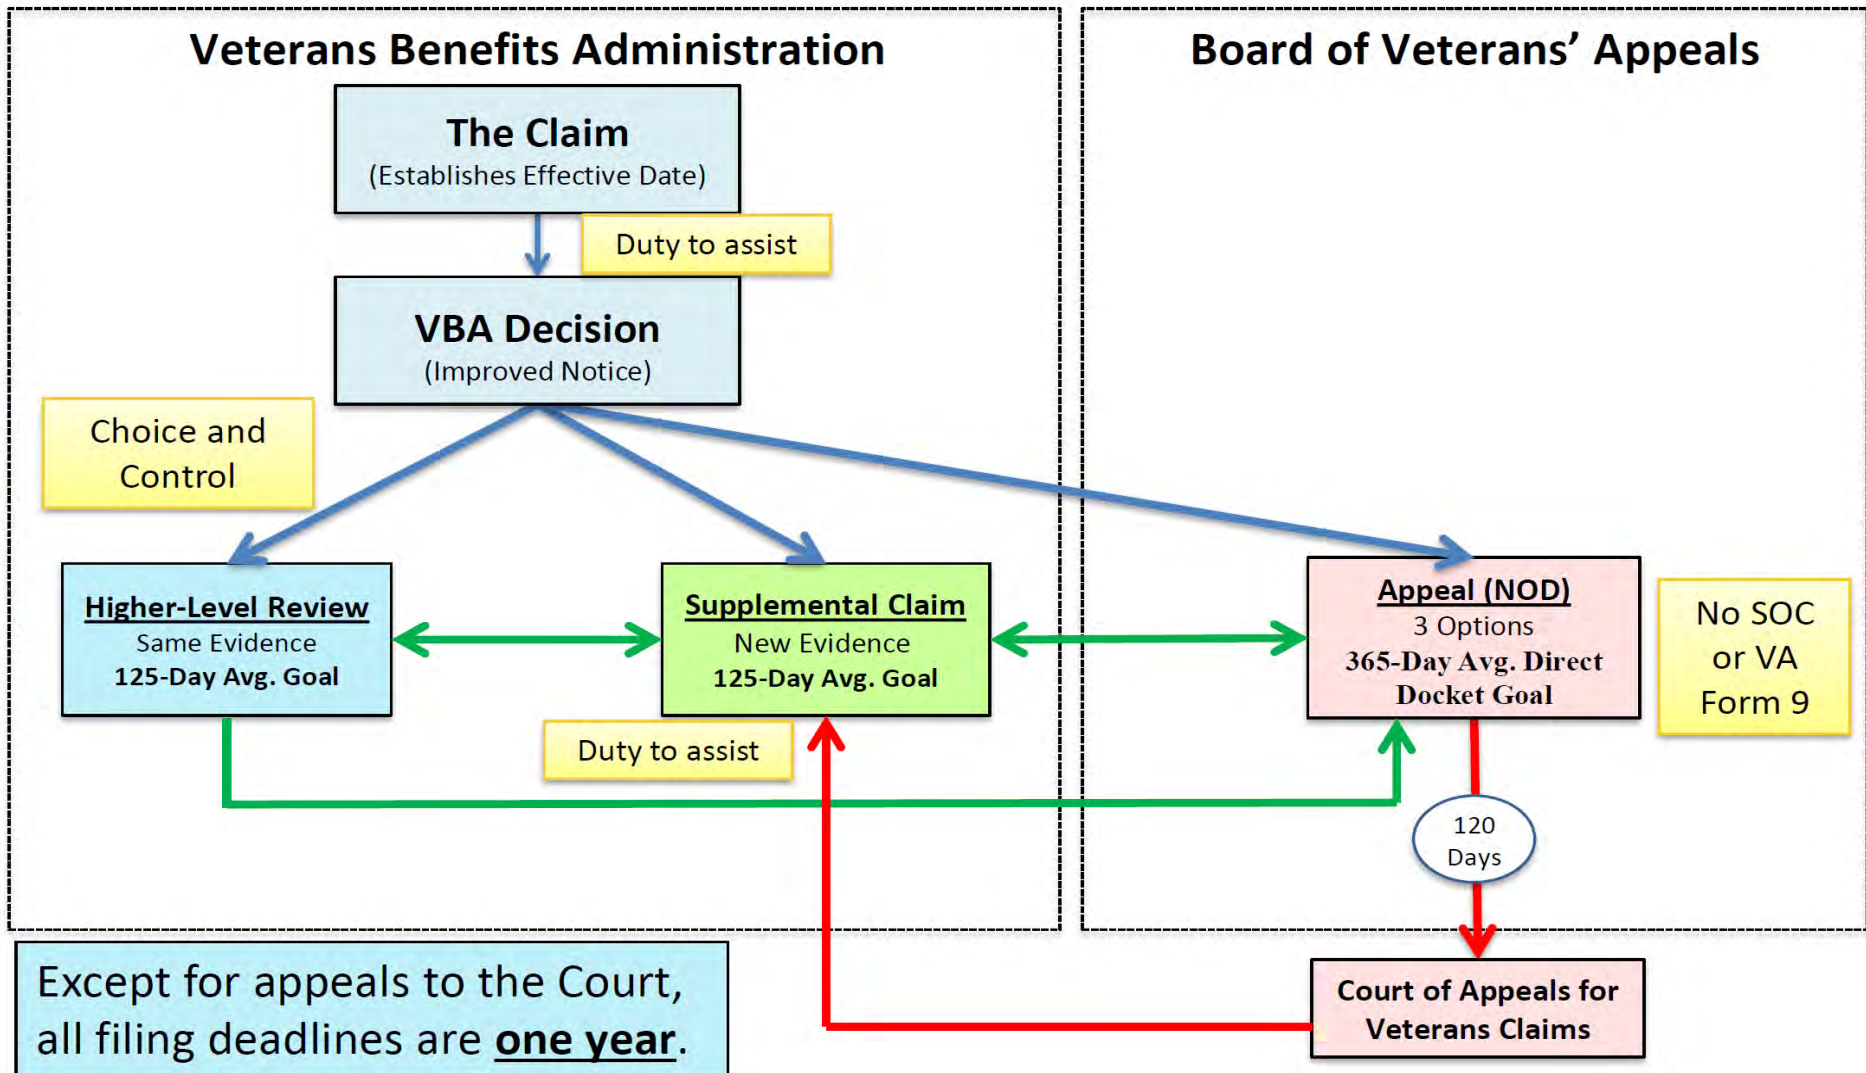 Veterans Benefits Administration
Board of Veterans’ Appeals
The Claim
(Establishes Effective Date)
Duty to assist
VBA Decision
(Improved Notice)
Choice and
Control
Higher-Level Review
Same Evidence
125-Day Avg. Goal
Supplemental Claim
New Evidence
125-Day Avg. Goal
Duty to assist
Appeal (NOD)
3 Options
365-Day Avg. Direct
Docket Goal
No SOC
or VA
Form 9
120
Days
Court of Appeals for
Veterans Claims
Except for appeals to the Court,
all filing deadlines are one year.